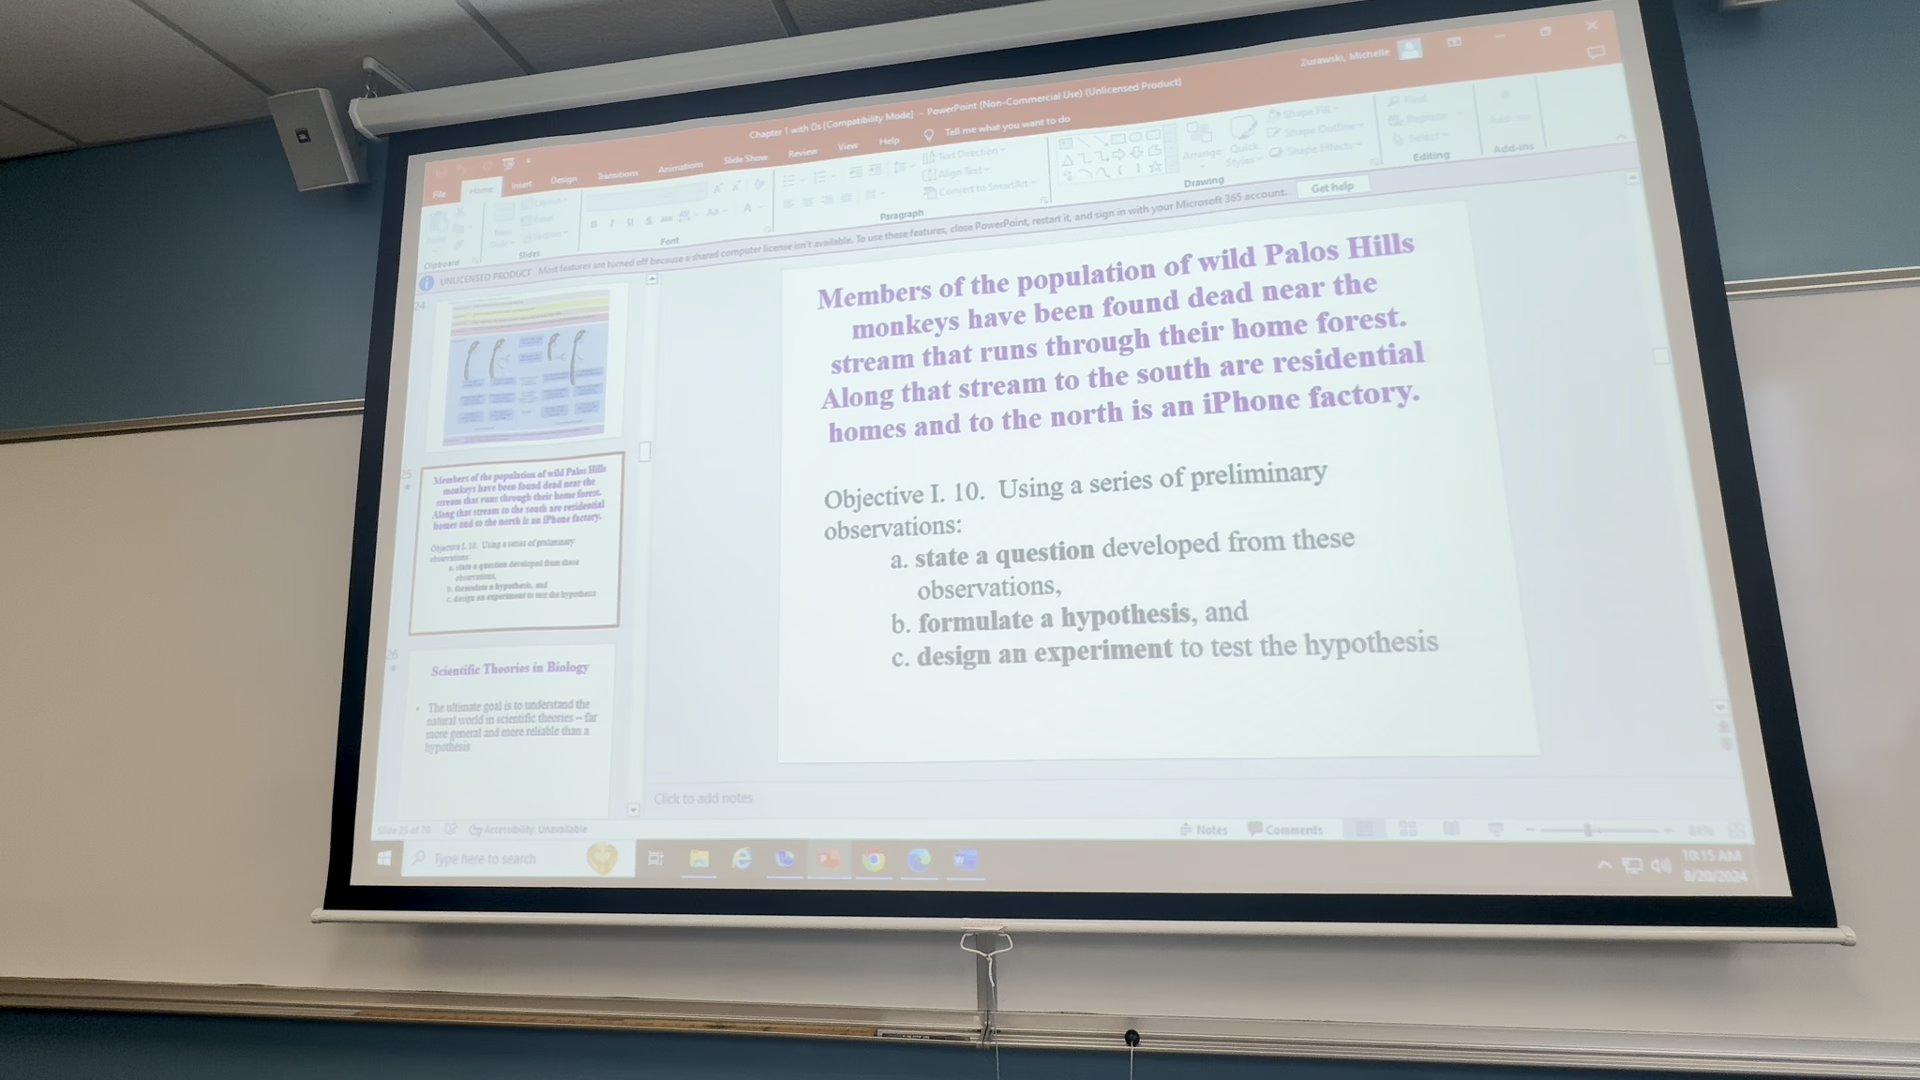 Zurawski, Michelle
Chapter 1 with Os [Compatibility Mode] - PowerPoint (Non-Commercial Use) (Unlicensed Product)
File Home Insert Design Transitions Animations Slide Show Review View Help Tell me what you want to do
Text Direction
Align Text
Convert to SmartArt
Arrange Quick Styles
Shape Fill
Shape Outline
Shape Effects
Find
Replace
Select
Add-ins
Clipboard Slides Font Paragraph Drawing Editing Add-ins
UNLICENSED PRODUCT Most features are turned off because a shared computer license isn't available. To use these features, close PowerPoint, restart it, and sign in with your Microsoft 365 account. Get help
24
25
Members of the population of wild Palos Hills
monkeys have been found dead near the
stream that runs through their home forest.
Along that stream to the south are residential
homes and to the north is an iPhone factory.
Objective I. 10. Using a series of preliminary
observations:
a. state a question developed from these
observations,
b. formulate a hypothesis, and
c. design an experiment to test the hypothesis
26
Scientific Theories in Biology
• The ultimate goal is to understand the
natural world in scientific theories – far
more general and more reliable than a
hypothesis
Members of the population of wild Palos Hills
monkeys have been found dead near the
stream that runs through their home forest.
Along that stream to the south are residential
homes and to the north is an iPhone factory.
Objective I. 10. Using a series of preliminary
observations:
a. state a question developed from these
observations,
b. formulate a hypothesis, and
c. design an experiment to test the hypothesis
Click to add notes
Slide 25 of 70 Accessibility: Unavailable
Notes Comments
Type here to search
10:15 AM
8/20/2024